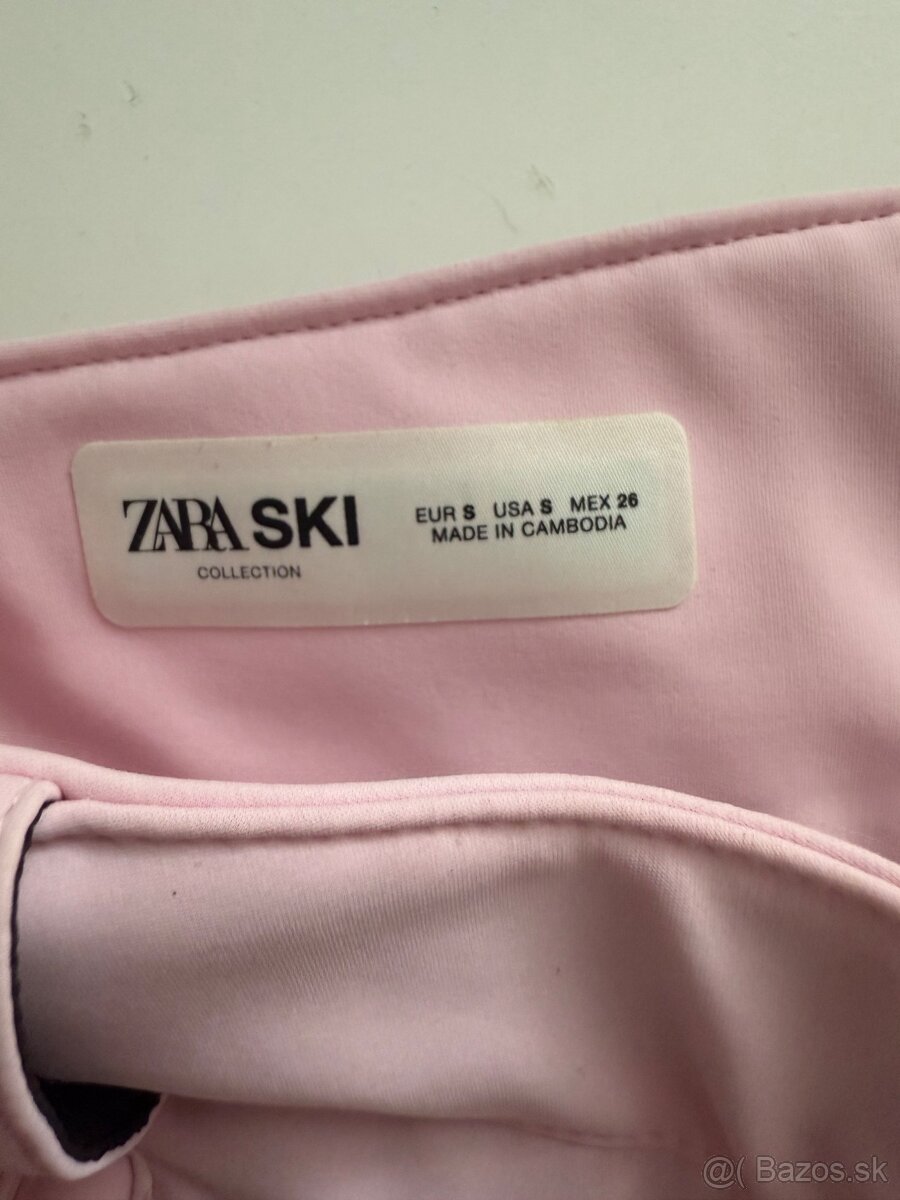 ZARA SKI
COLLECTION
EUR S USA S MEX 26
MADE IN CAMBODIA
@( Bazos.sk